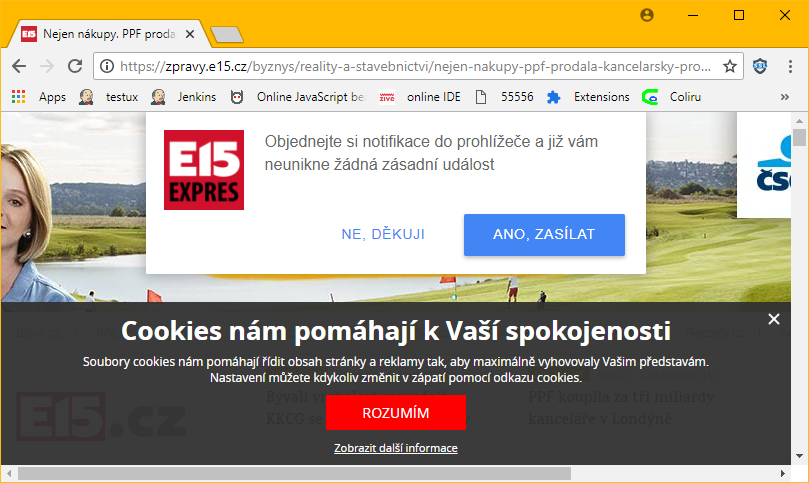 Nejen nákupy. PPF proda
https://zpravy.e15.cz/byznys/reality-a-stavebnictvi/nejen-nakupy-ppf-prodala-kancelarsky-pro...
Apps testux Jenkins Online JavaScript be živě online IDE 55556 Extensions Coliru »
E15
EXPRES
Objednejte si notifikace do prohlížeče a již vám
neunikne žádná zásadní událost
NE, DĚKUJI
ANO, ZASÍLAT
ČS
Cookies nám pomáhají k Vaší spokojenosti
Soubory cookies nám pomáhají řídit obsah stránky a reklamy tak, aby maximálně vyhovovaly Vašim představám.
Nastavení můžete kdykoliv změnit v zápatí pomocí odkazu cookies.
ROZUMÍM
Zobrazit další informace
E15.cz
Bývalí
KKCG se
PPF koupila za tři miliardy
kanceláře v Londýně